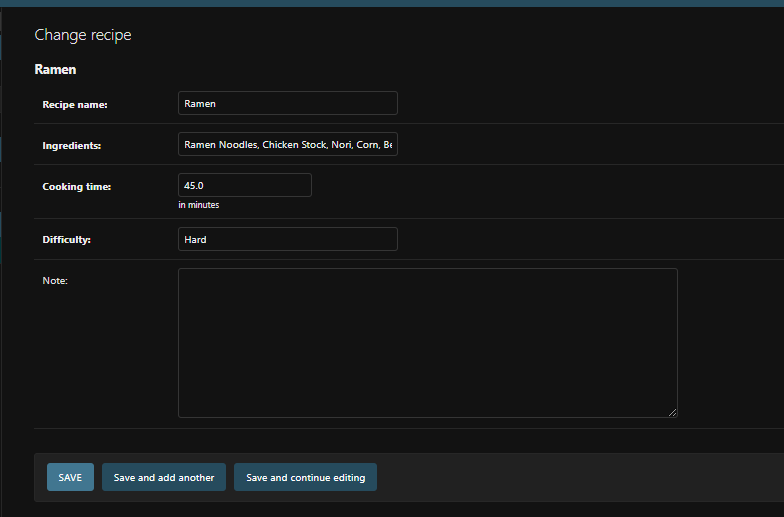 Change recipe
Ramen
Recipe name: Ramen
Ingredients: Ramen Noodles, Chicken Stock, Nori, Corn,
Cooking time: 45.0
in minutes
Difficulty: Hard
Note:
SAVE Save and add another Save and continue editing